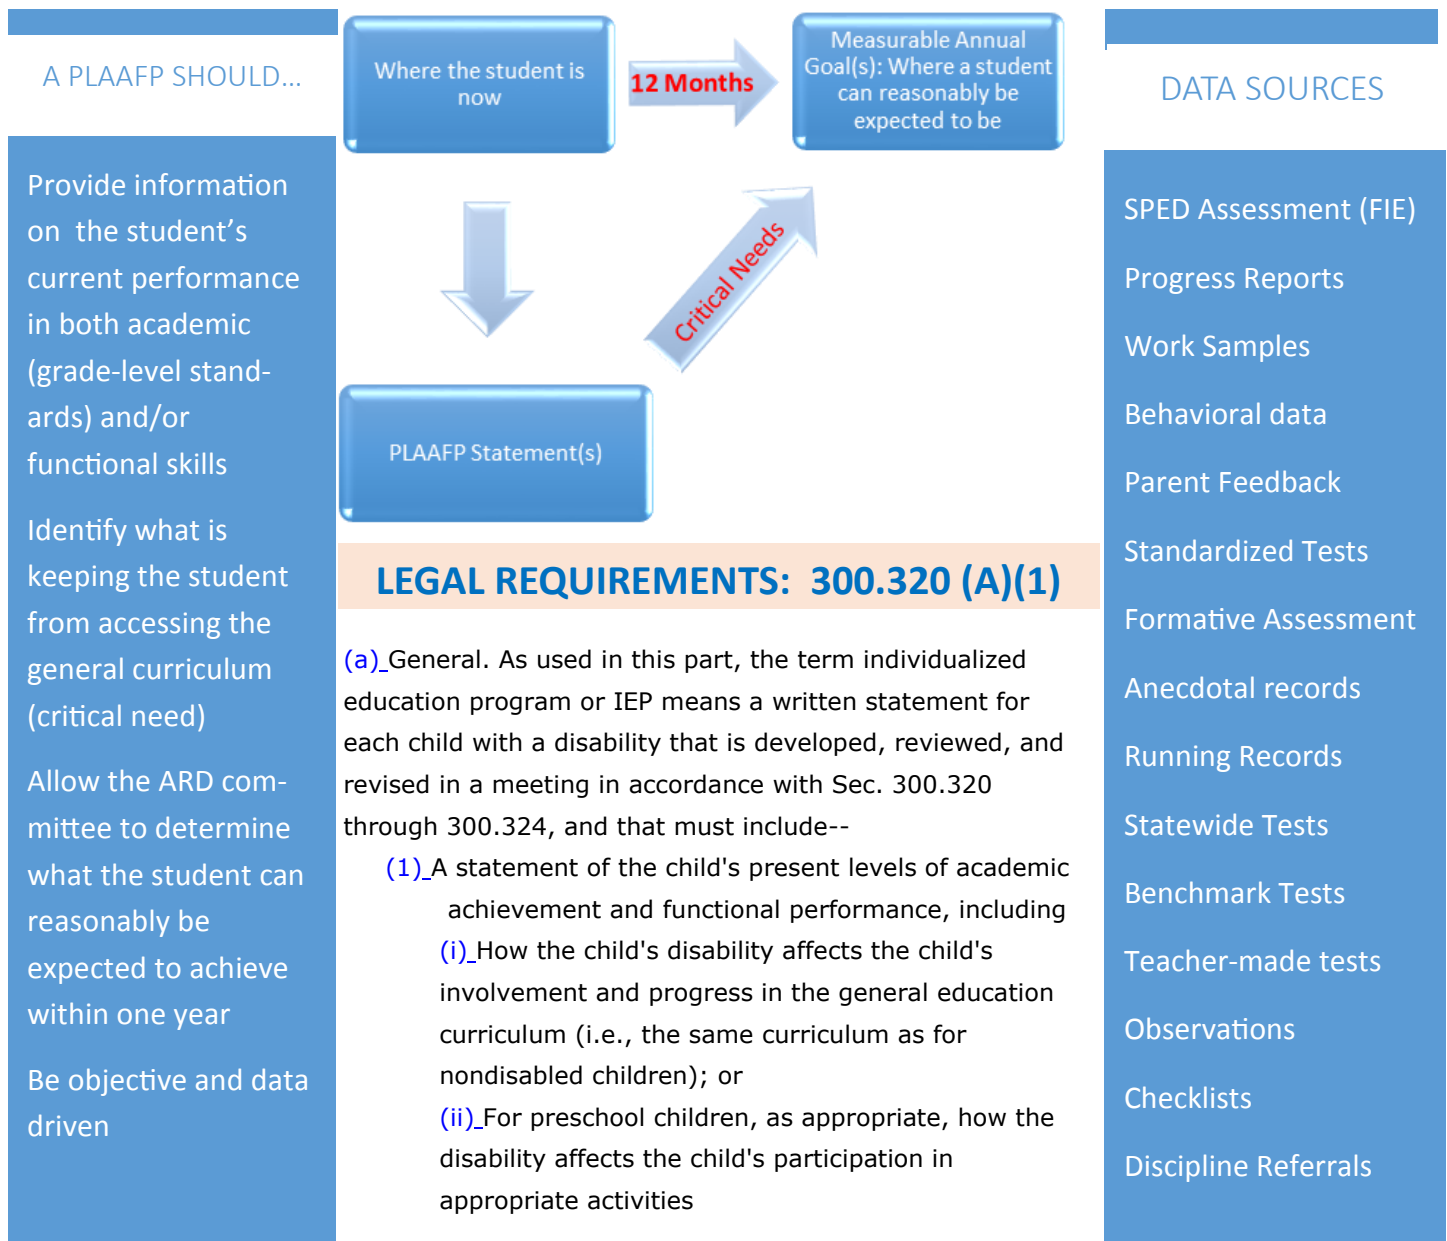 A PLAAFP SHOULD...
Provide information
on  the student’s
current performance
in both academic
(grade-level stand-
ards) and/or
functional skills
Identify what is
keeping the student
from accessing the
general curriculum
(critical need)
Allow the ARD com-
mittee to determine
what the student can
reasonably be
expected to achieve
within one year
Be objective and data
driven
Where the student is
now
12 Months
Measurable Annual
Goal(s): Where a student
can reasonably be
expected to be
Critical Needs
PLAAFP Statement(s)
LEGAL REQUIREMENTS:  300.320 (A)(1)
(a) General. As used in this part, the term individualized
education program or IEP means a written statement for
each child with a disability that is developed, reviewed, and
revised in a meeting in accordance with Sec. 300.320
through 300.324, and that must include--
(1) A statement of the child's present levels of academic
achievement and functional performance, including
(i) How the child's disability affects the child's
involvement and progress in the general education
curriculum (i.e., the same curriculum as for
nondisabled children); or
(ii) For preschool children, as appropriate, how the
disability affects the child's participation in
appropriate activities
DATA SOURCES
SPED Assessment (FIE)
Progress Reports
Work Samples
Behavioral data
Parent Feedback
Standardized Tests
Formative Assessment
Anecdotal records
Running Records
Statewide Tests
Benchmark Tests
Teacher-made tests
Observations
Checklists
Discipline Referrals